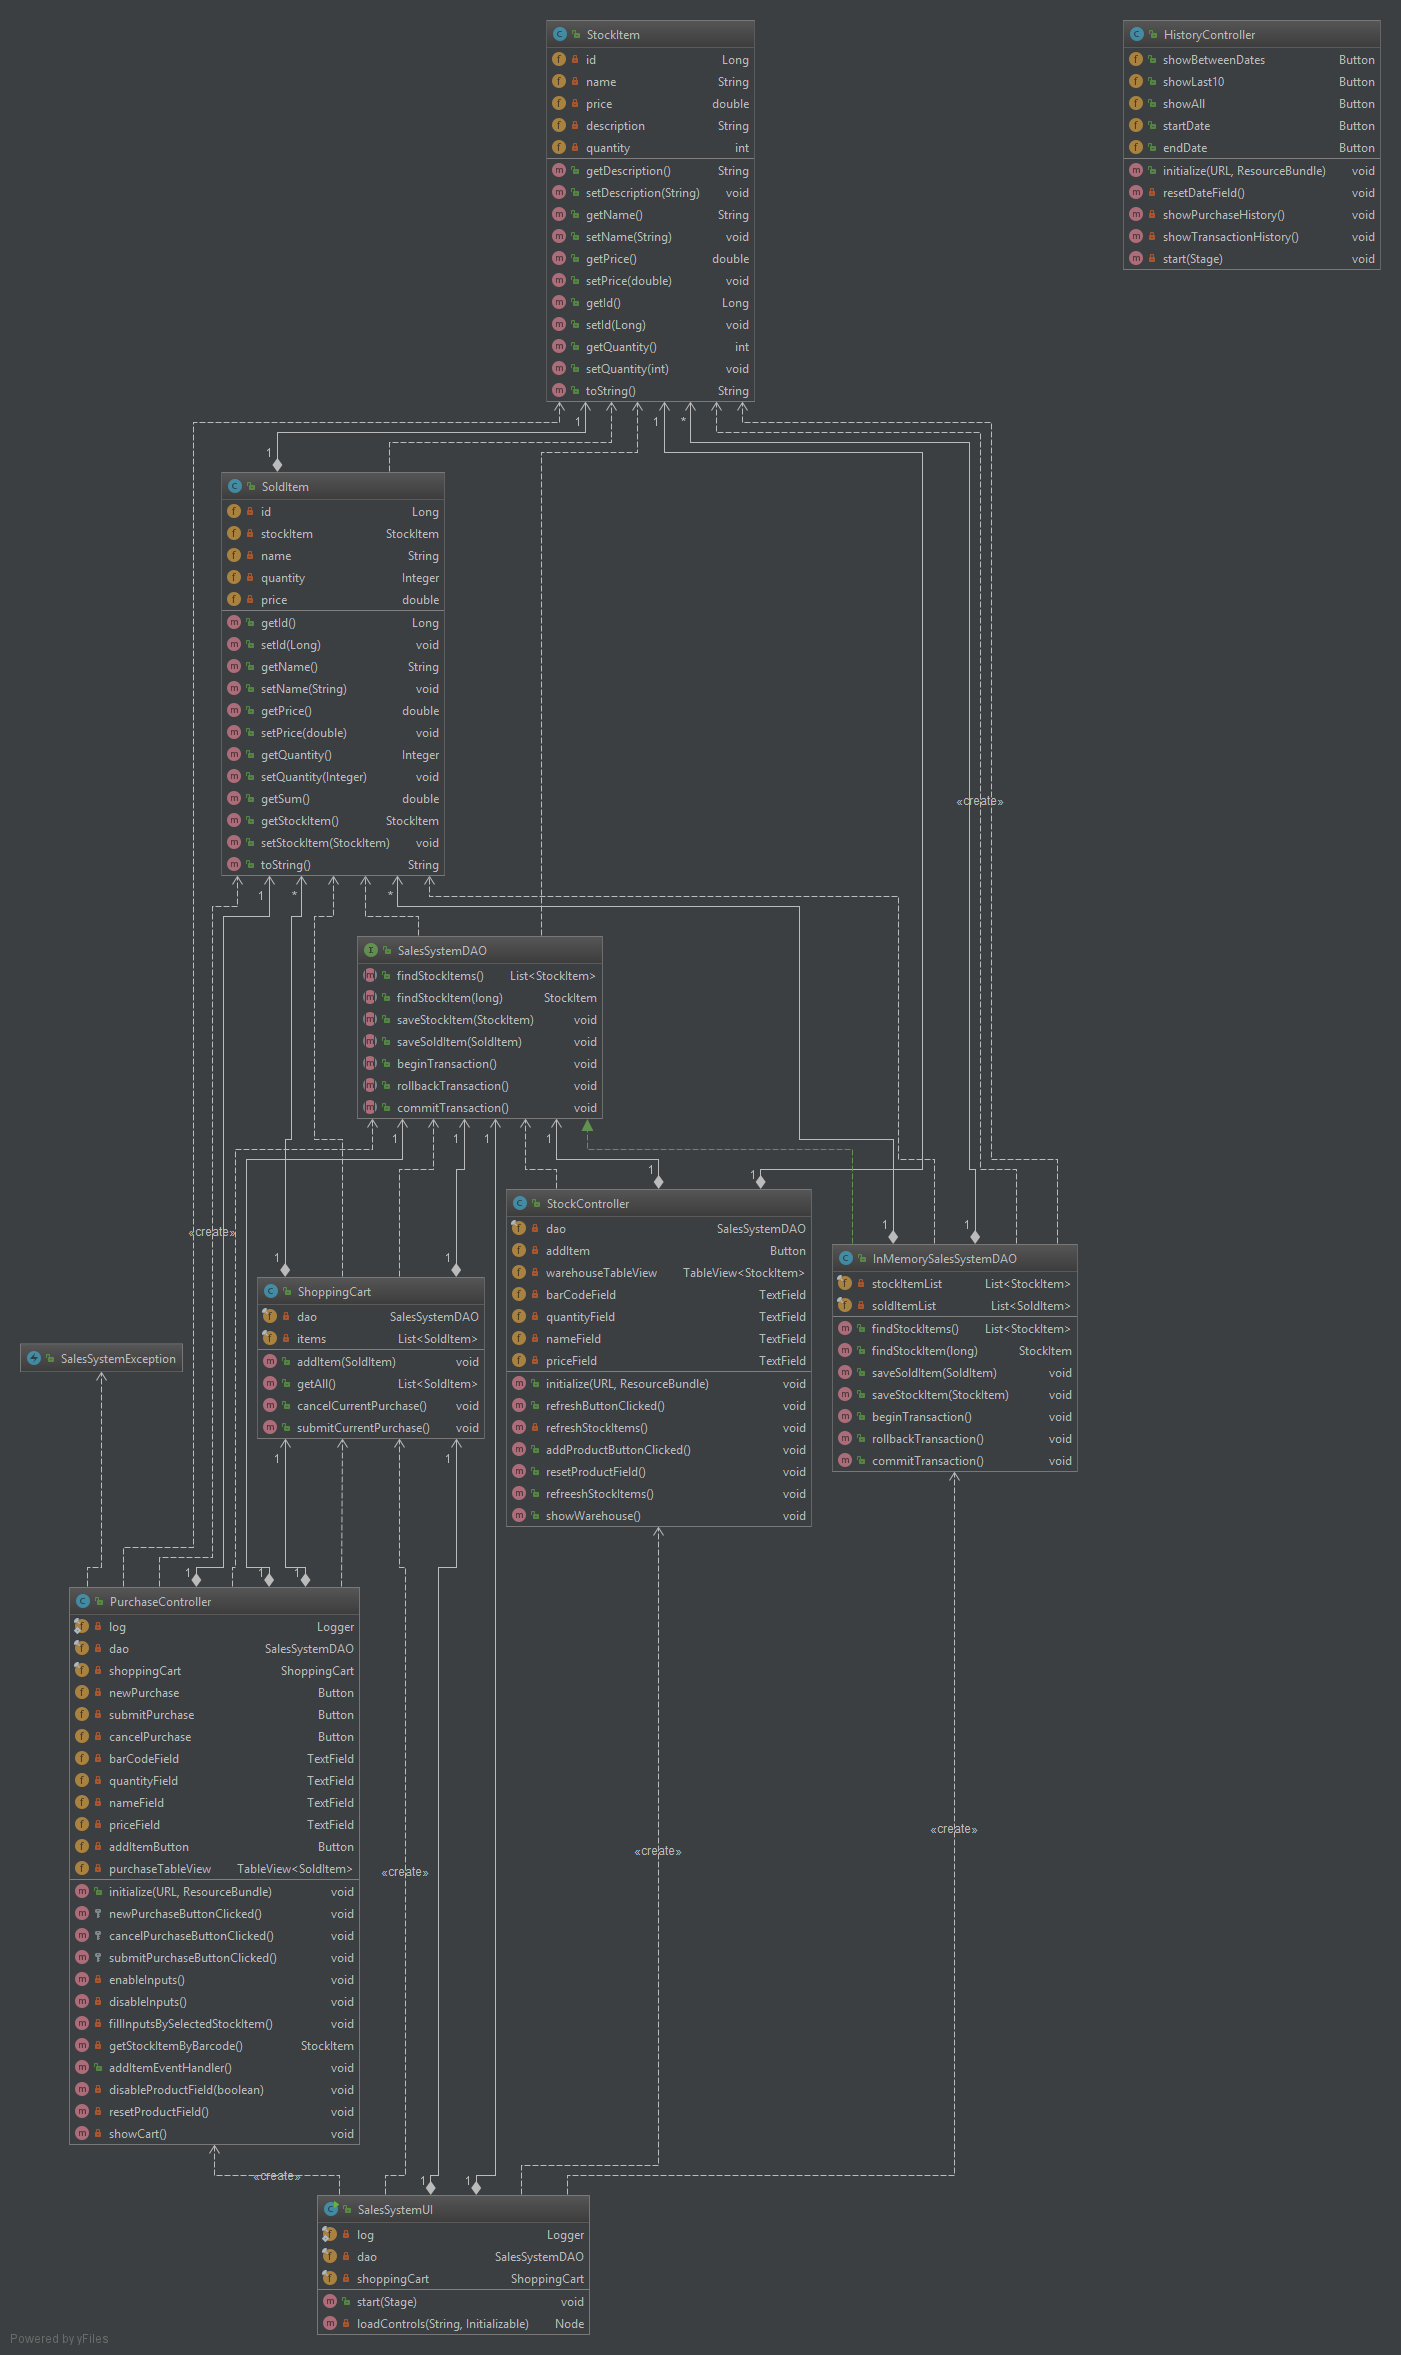 StockItem
id Long
name String
price double
description String
quantity int
getDescription() String
setDescription(String) void
getName() String
setName(String) void
getPrice() double
setPrice(double) void
getId() Long
setId(Long) void
getQuantity() int
setQuantity(int) void
toString() String
HistoryController
showBetweenDates Button
showLast10 Button
showAll Button
startDate Button
endDate Button
initialize(URL, ResourceBundle) void
resetDateField() void
showPurchaseHistory() void
showTransactionHistory() void
start(Stage) void
1
1
*
1
SoldItem
id Long
stockItem StockItem
name String
quantity Integer
price double
getId() Long
setId(Long) void
getName() String
setName(String) void
getPrice() double
setPrice(double) void
getQuantity() Integer
setQuantity(Integer) void
getSum() double
getStockItem() StockItem
setStockItem(StockItem) void
toString() String
«create»
1
*
*
SalesSystemDAO
findStockItems() List<StockItem>
findStockItem(long) StockItem
saveStockItem(StockItem) void
saveSoldItem(SoldItem) void
beginTransaction() void
rollbackTransaction() void
commitTransaction() void
1
1
1
1
1
1
StockController
dao SalesSystemDAO
addItem Button
warehouseTableView TableView<StockItem>
barCodeField TextField
quantityField TextField
nameField TextField
priceField TextField
initialize(URL, ResourceBundle) void
refreshButtonClicked() void
refreshStockItems() void
addProductButtonClicked() void
resetProductField() void
refreeshStockItems() void
showWarehouse() void
1
1
InMemorySalesSystemDAO
stockItemList List<StockItem>
soldItemList List<SoldItem>
findStockItems() List<StockItem>
findStockItem(long) StockItem
saveSoldItem(SoldItem) void
saveStockItem(StockItem) void
beginTransaction() void
rollbackTransaction() void
commitTransaction() void
«create»
1
1
ShoppingCart
dao SalesSystemDAO
items List<SoldItem>
addItem(SoldItem) void
getAll() List<SoldItem>
cancelCurrentPurchase() void
submitCurrentPurchase() void
SalesSystemException
1
1
1
1
1
PurchaseController
log Logger
dao SalesSystemDAO
shoppingCart ShoppingCart
newPurchase Button
submitPurchase Button
cancelPurchase Button
barCodeField TextField
quantityField TextField
nameField TextField
priceField TextField
addItemButton Button
purchaseTableView TableView<SoldItem>
initialize(URL, ResourceBundle) void
newPurchaseButtonClicked() void
cancelPurchaseButtonClicked() void
submitPurchaseButtonClicked() void
enableInputs() void
disableInputs() void
fillInputsBySelectedStockItem() void
getStockItemByBarcode() StockItem
addItemEventHandler() void
disableProductField(boolean) void
resetProductField() void
showCart() void
«create»
«create»
«create»
«create»
1
1
SalesSystemUI
log Logger
dao SalesSystemDAO
shoppingCart ShoppingCart
start(Stage) void
loadControls(String, Initializable) Node
Powered by yFiles